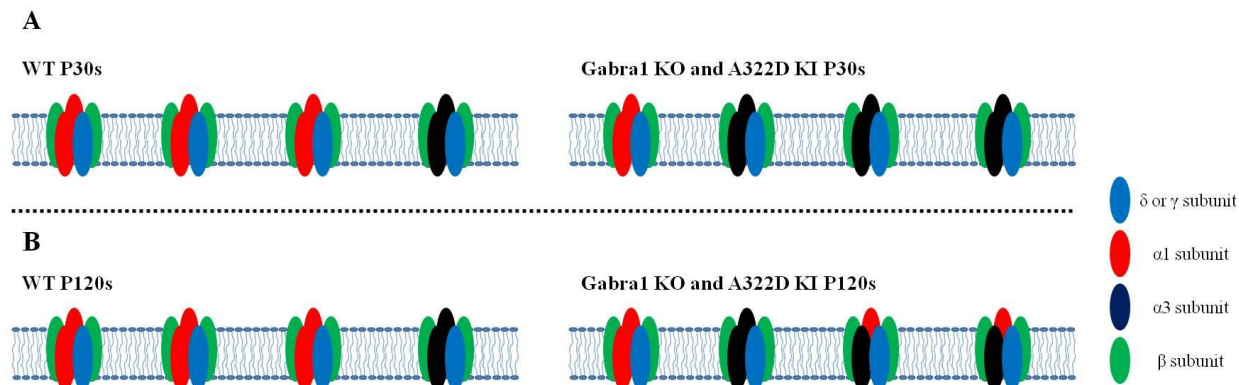 A
WT P30s
Gabra1 KO and A322D KI P30s
B
WT P120s
Gabra1 KO and A322D KI P120s
δ or γ subunit
α1 subunit
α3 subunit
β subunit